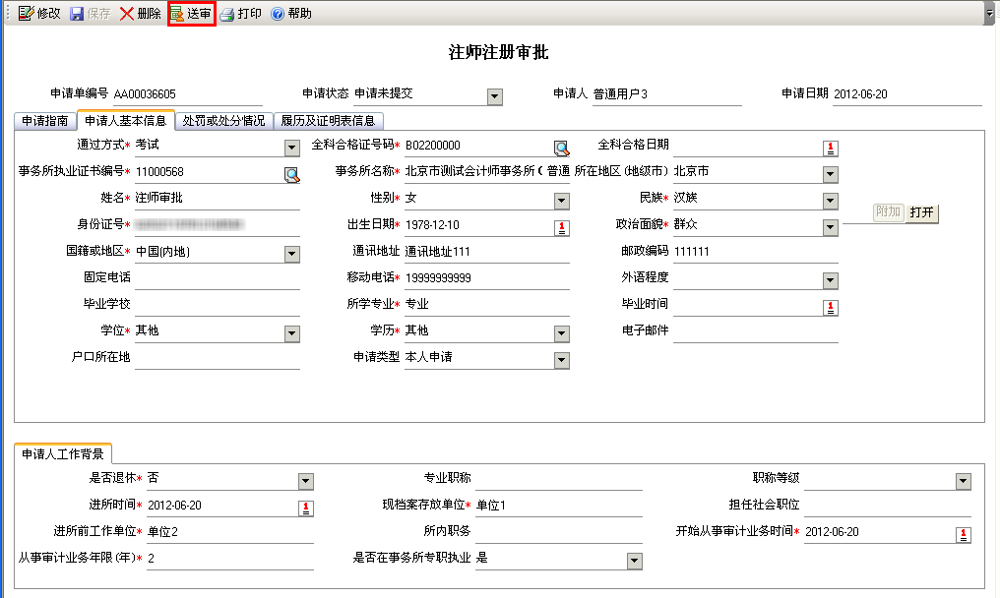 修改 保存 删除 送审 打印 帮助
注师注册审批
申请单编号 AA00036605 申请状态 申请未提交 申请人 普通用户3 申请日期 2012-06-20
申请指南 申请人基本信息 处罚或处分情况 履历及证明表信息
通过方式* 考试 全科合格证号码* B02200000 全科合格日期
事务所执业证书编号* 11000568 事务所名称* 北京市测试会计师事务所( 普通 所在地区(地级市) 北京市
姓名* 注师审批 性别* 女 民族* 汉族
附加 打开
身份证号* 出生日期* 1978-12-10 政治面貌* 群众
国籍或地区* 中国(内地) 通讯地址 通讯地址111 邮政编码 111111
固定电话 移动电话* 19999999999 外语程度
毕业学校 所学专业* 专业 毕业时间
学位* 其他 学历* 其他 电子邮件
户口所在地 申请类型 本人申请
申请人工作背景
是否退休* 否 专业职称 职称等级
进所时间* 2012-06-20 现档案存放单位* 单位1 担任社会职位
进所前工作单位* 单位2 所内职务 开始从事审计业务时间* 2012-06-20
从事审计业务年限(年)* 2 是否在事务所专职执业 是